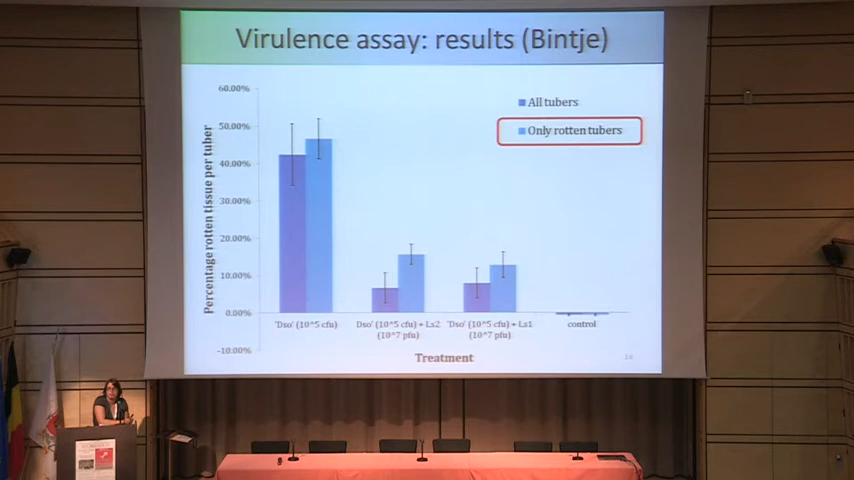 Virulence assay: results (Bintje)
60.00%
50.00%
40.00%
30.00%
20.00%
10.00%
0.00%
-10.00%
Percentage rotten tissue per tuber
All tubers
Only rotten tubers
'Dso' (10^5 cfu)
Dso' (10^5 cfu) + Ls2
(10^7 pfu)
'Dso' (10^5 cfu) + Ls1
(10^7 pfu)
control
Treatment